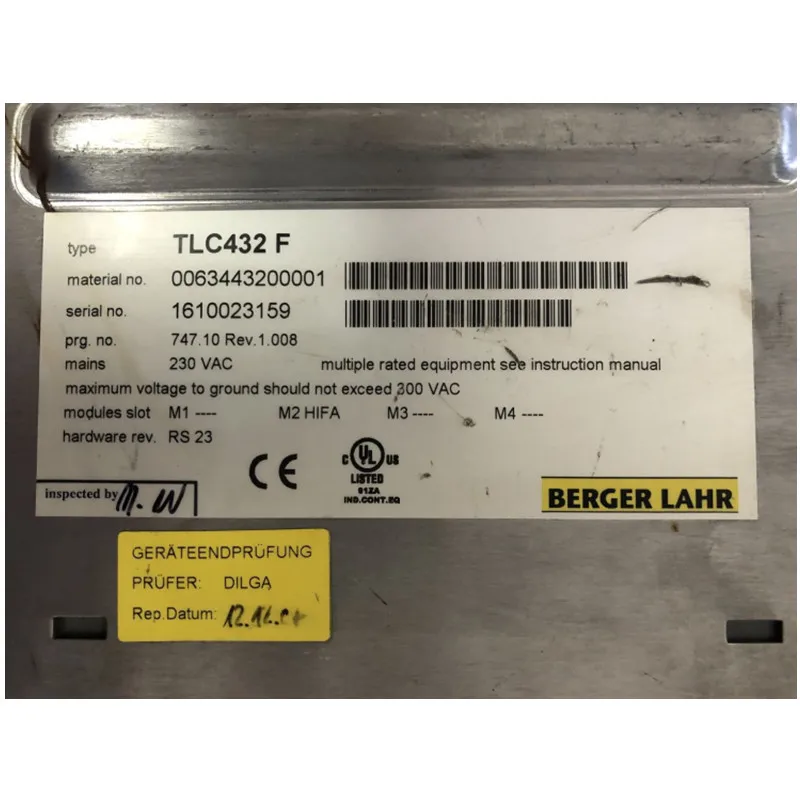 type TLC432 F
material no. 0063443200001
serial no. 1610023159
prg. no. 747.10 Rev.1.008
mains 230 VAC multiple rated equipment see instruction manual
maximum voltage to ground should not exceed 300 VAC
modules slot M1 ---- M2 HIFA M3 ---- M4 ----
hardware rev. RS 23
CE
C UL US
LISTED
91ZA
IND.CONT.EQ
inspected by M. W
BERGER LAHR
GERÄTEENDPRÜFUNG
PRÜFER: DILGA
Rep.Datum: